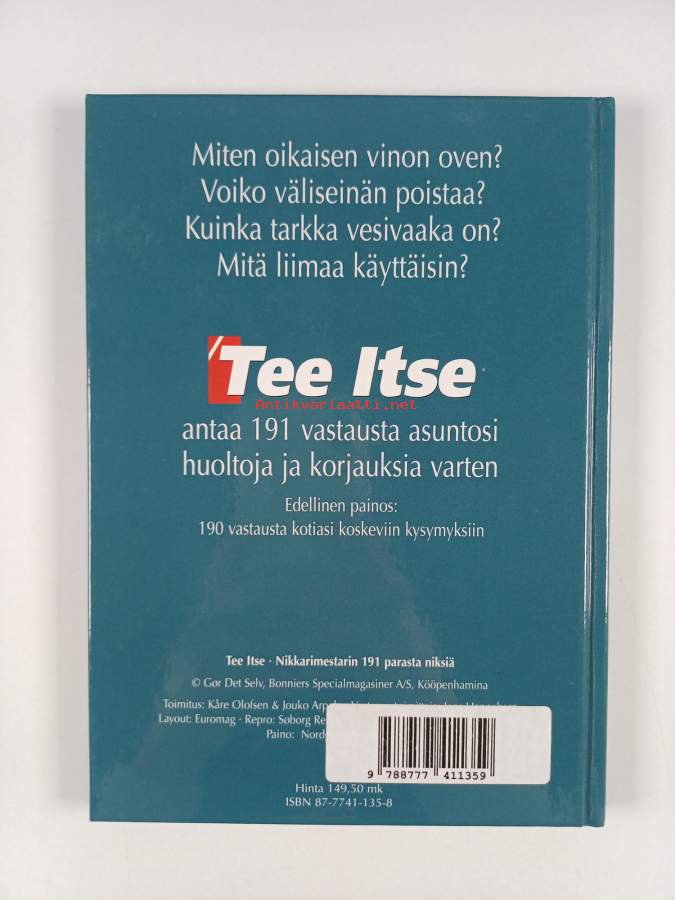 Miten oikaisen vinon oven?
Voiko väliseinän poistaa?
Kuinka tarkka vesivaaka on?
Mitä liimaa käyttäisin?
Tee Itse
Antikvariaatti.net
antaa 191 vastausta asuntosi
huoltoja ja korjauksia varten
Edellinen painos:
190 vastausta kotiasi koskeviin kysymyksiin
Tee Itse · Nikkarimestarin 191 parasta niksiä
© Gør Det Selv, Bonniers Specialmagasiner A/S, Kööpenhamina
Toimitus: Kåre Olofsen & Jouko
Layout: Euromag · Repro: Søborg
Paino:
9 788777 411359
Hinta 149,50 mk
ISBN 87-7741-135-8